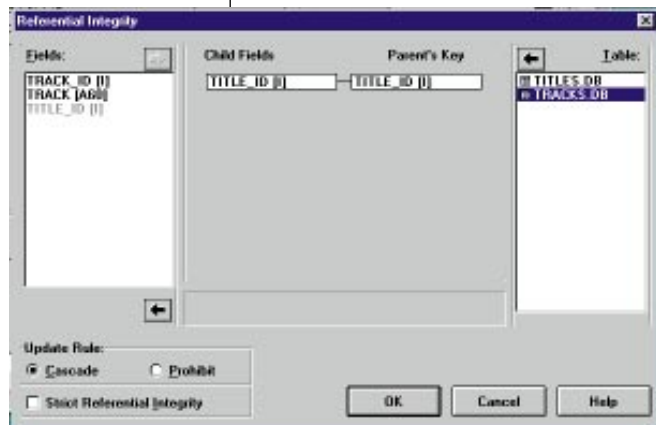 Referential Integrity
Fields:
Child Fields
Parent's Key
Table:
TRACK_ID [I]
TRACK [A60]
TITLE_ID [I]
TITLE_ID [I]
TITLE_ID [I]
TITLES.DB
TRACKS.DB
Update Rule:
Cascade
Prohibit
Strict Referential Integrity
OK
Cancel
Help